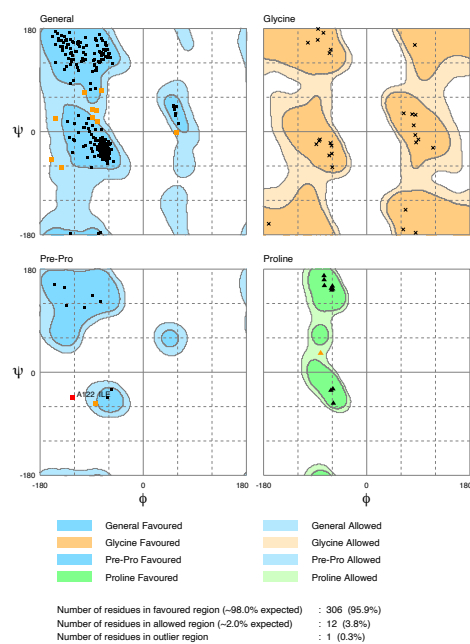 General
Glycine
180
Ψ
0
-180
Pre-Pro
Proline
180
Ψ
0
A122 ILE
-180
-180
0
180
-180
0
180
ϕ
ϕ
General Favoured
General Allowed
Glycine Favoured
Glycine Allowed
Pre-Pro Favoured
Pre-Pro Allowed
Proline Favoured
Proline Allowed
Number of residues in favoured region (~98.0% expected) : 306 (95.9%)
Number of residues in allowed region (~2.0% expected) : 12 (3.8%)
Number of residues in outlier region : 1 (0.3%)